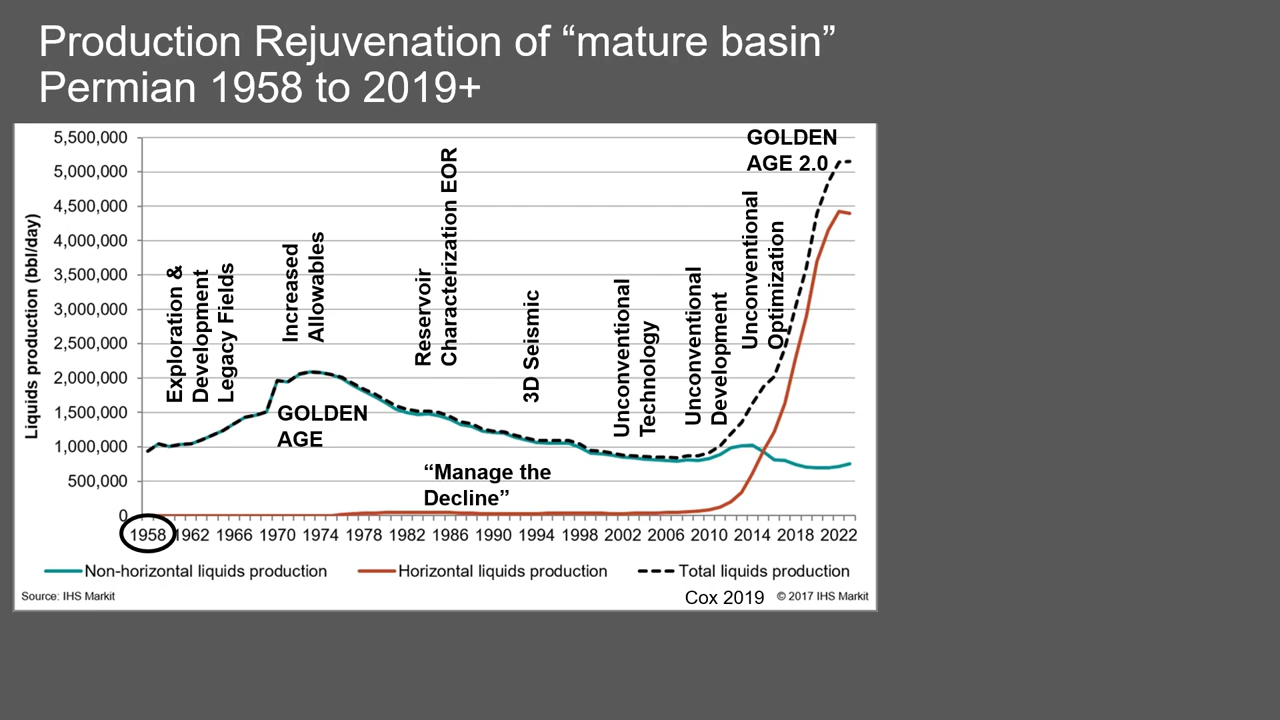 Production Rejuvenation of “mature basin”
Permian 1958 to 2019+
5,500,000
5,000,000
4,500,000
4,000,000
3,500,000
3,000,000
2,500,000
2,000,000
1,500,000
1,000,000
500,000
0
Liquids production (bbl/day)
Exploration &
Development
Legacy Fields
Increased
Allowables
GOLDEN
AGE
Reservoir
Characterization EOR
“Manage the
Decline”
3D Seismic
Unconventional
Technology
Unconventional
Development
Unconventional
Optimization
GOLDEN
AGE 2.0
1958 1962 1966 1970 1974 1978 1982 1986 1990 1994 1998 2002 2006 2010 2014 2018 2022
Non-horizontal liquids production Horizontal liquids production Total liquids production
Source: IHS Markit Cox 2019 © 2017 IHS Markit